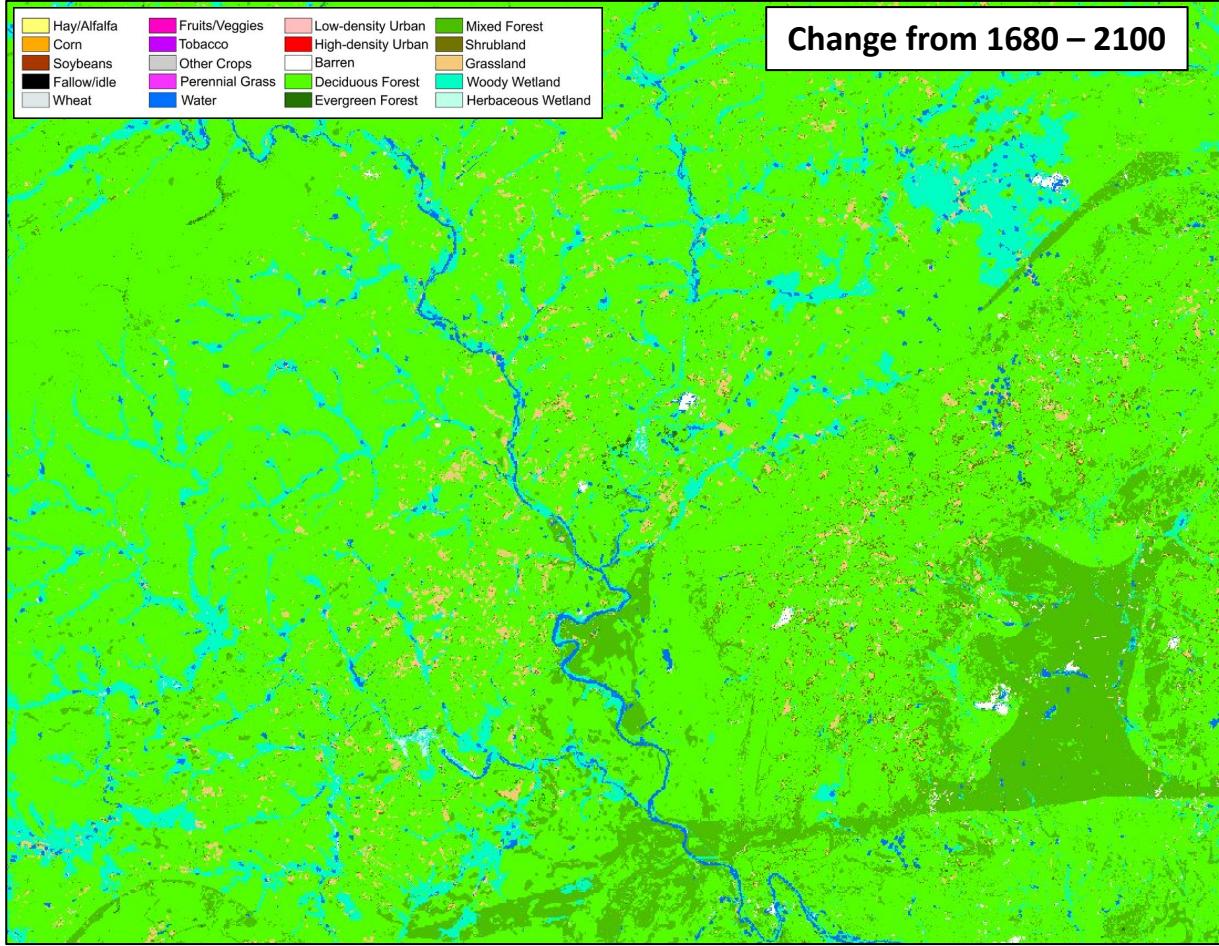 Hay/Alfalfa Fruits/Veggies Low-density Urban Mixed Forest
Corn Tobacco High-density Urban Shrubland
Soybeans Other Crops Barren Grassland
Fallow/idle Perennial Grass Deciduous Forest Woody Wetland
Wheat Water Evergreen Forest Herbaceous Wetland
Change from 1680 – 2100